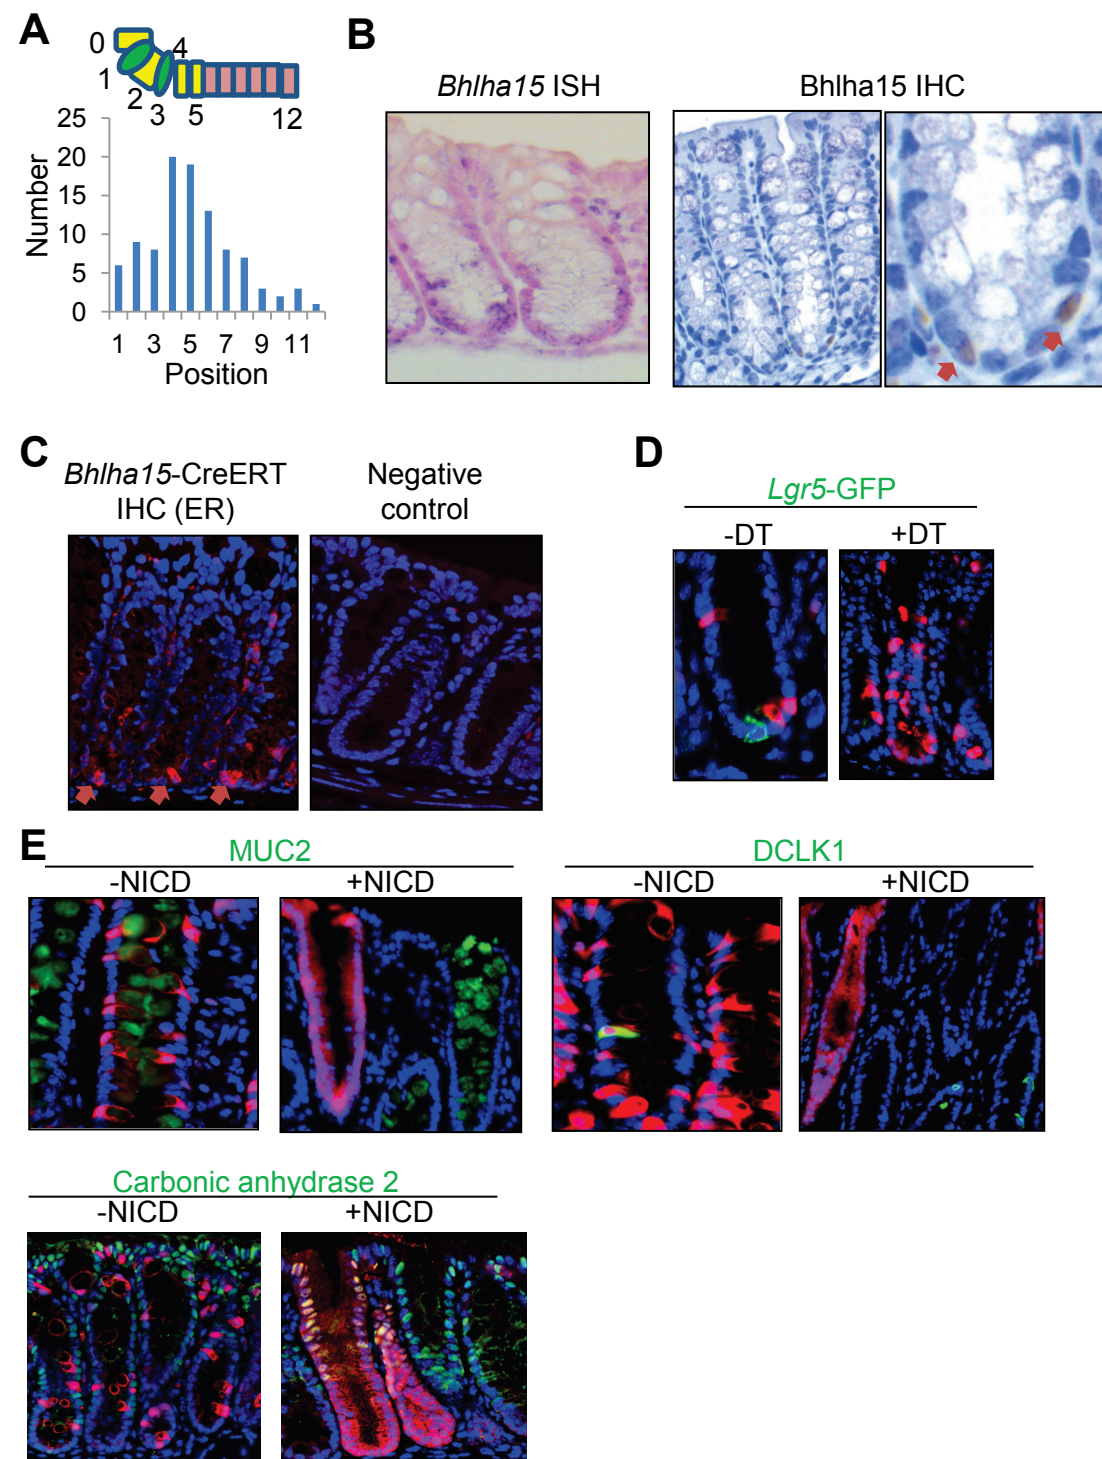 A
0
4
1
2
3
5
12
25
20
15
10
5
0
Number
1 3 5 7 9 11
Position
B
Bhlha15 ISH
Bhlha15 IHC
C
Bhlha15-CreERT
IHC (ER)
Negative
control
D
Lgr5-GFP
-DT
+DT
E
MUC2
-NICD
+NICD
DCLK1
-NICD
+NICD
Carbonic anhydrase 2
-NICD
+NICD